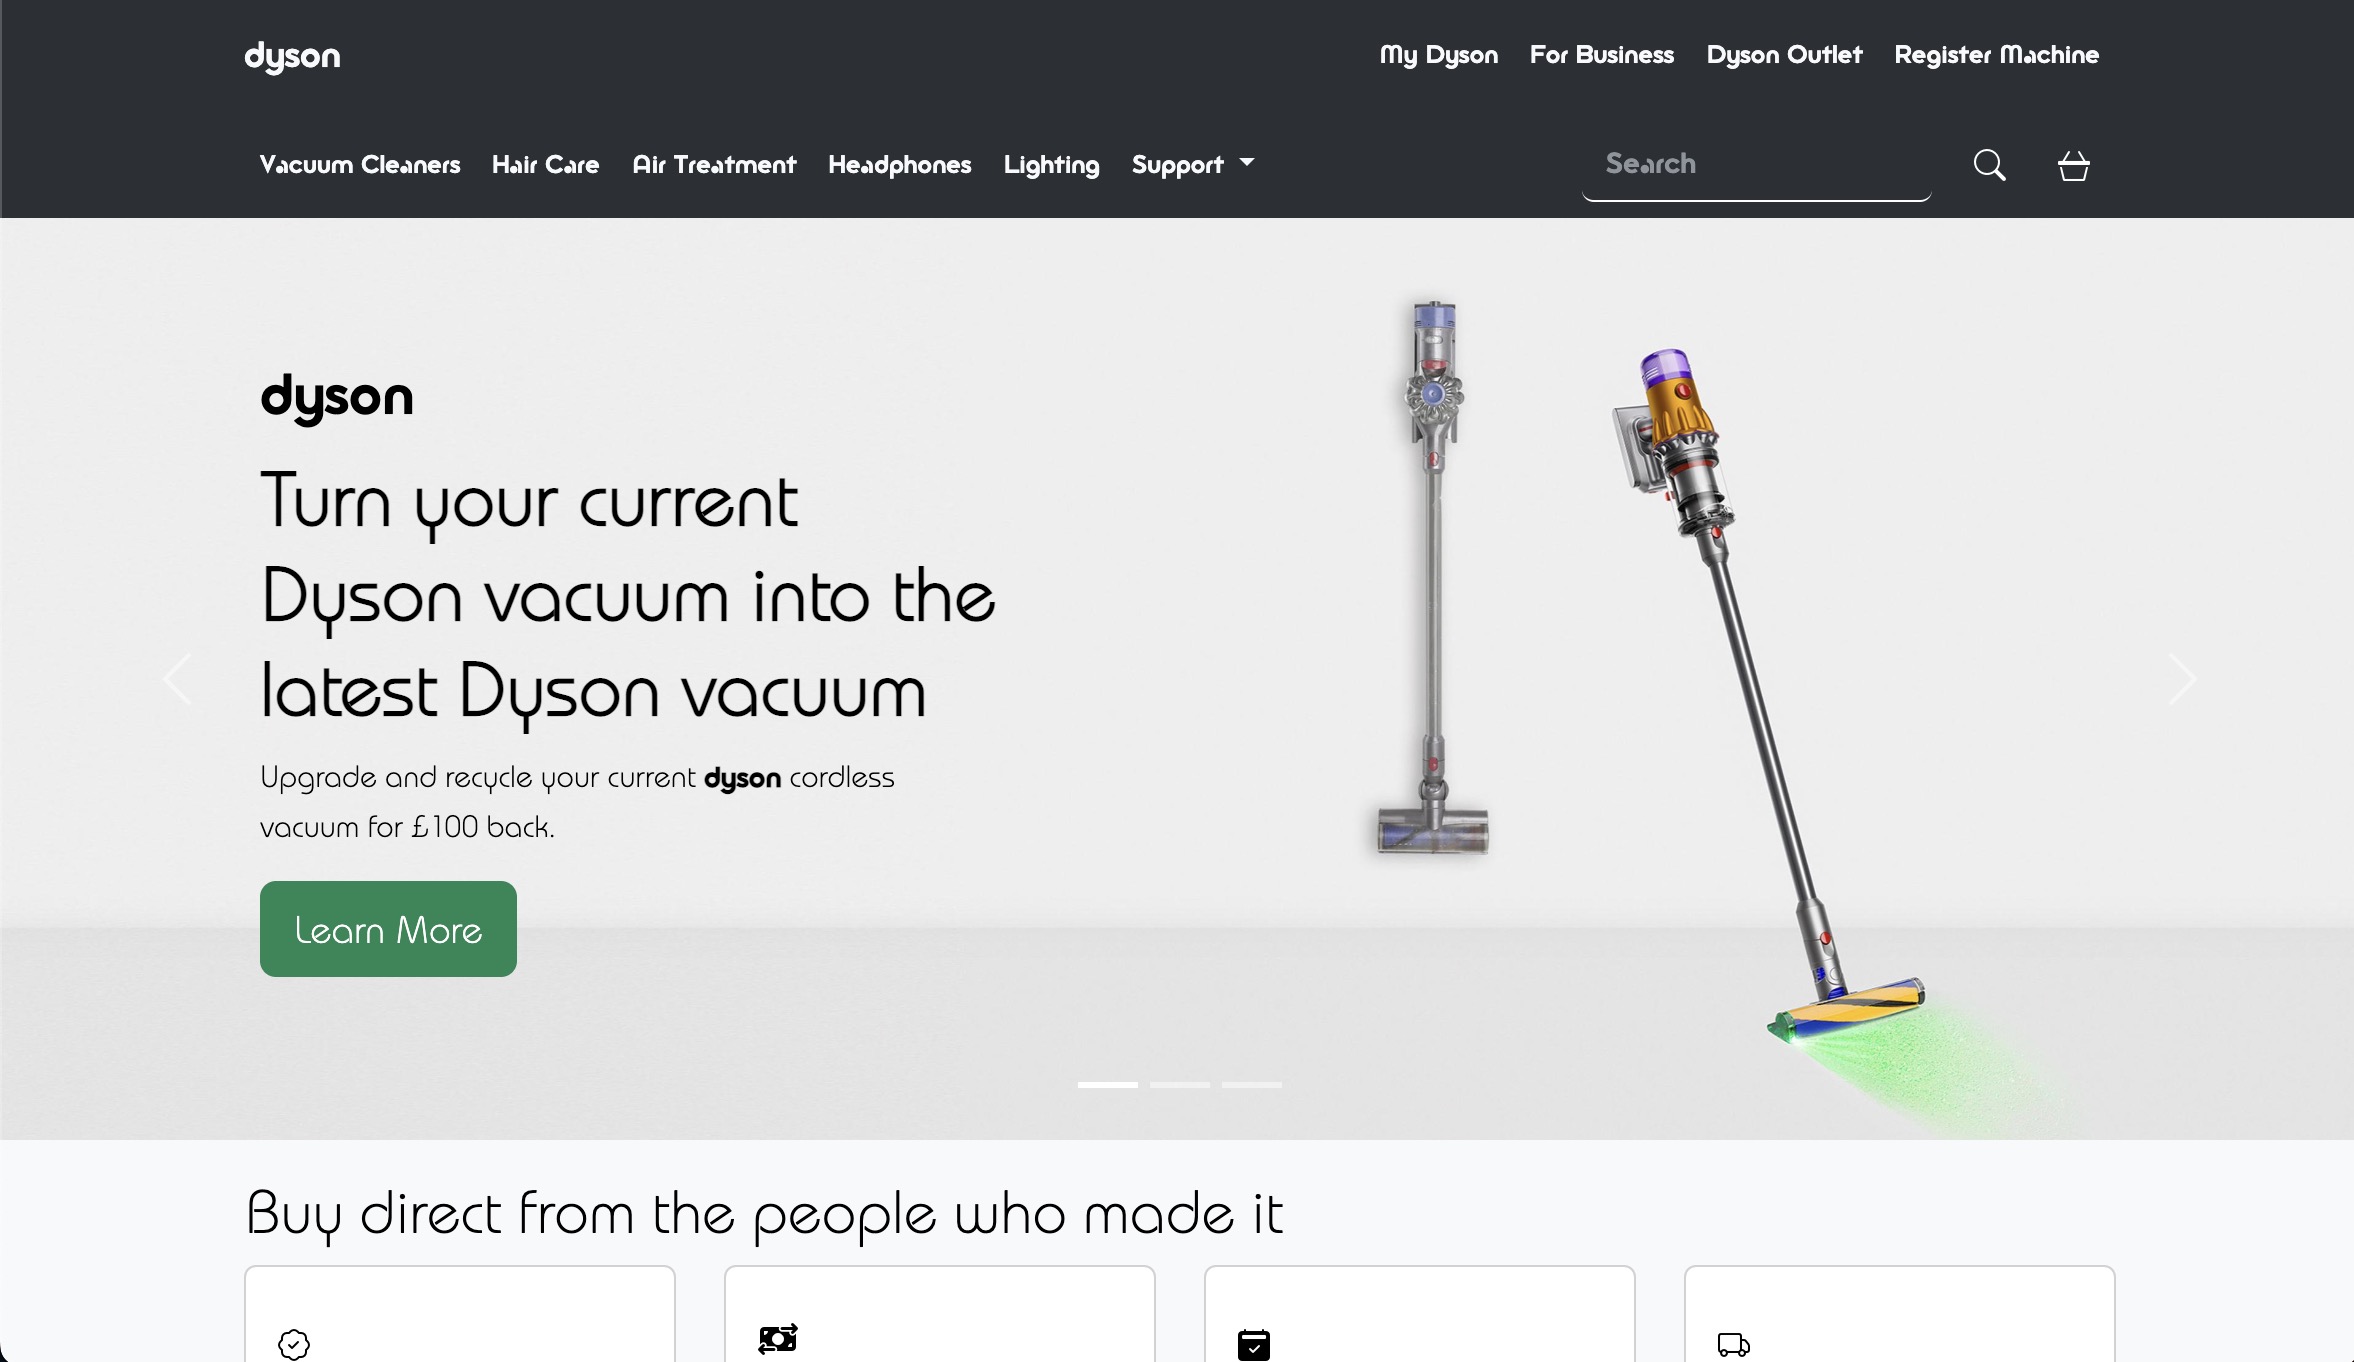 dyson
My Dyson For Business Dyson Outlet Register Machine
Vacuum Cleaners Hair Care Air Treatment Headphones Lighting Support Search
dyson
Turn your current
Dyson vacuum into the
latest Dyson vacuum
Upgrade and recycle your current dyson cordless
vacuum for £100 back.
Learn More
Buy direct from the people who made it